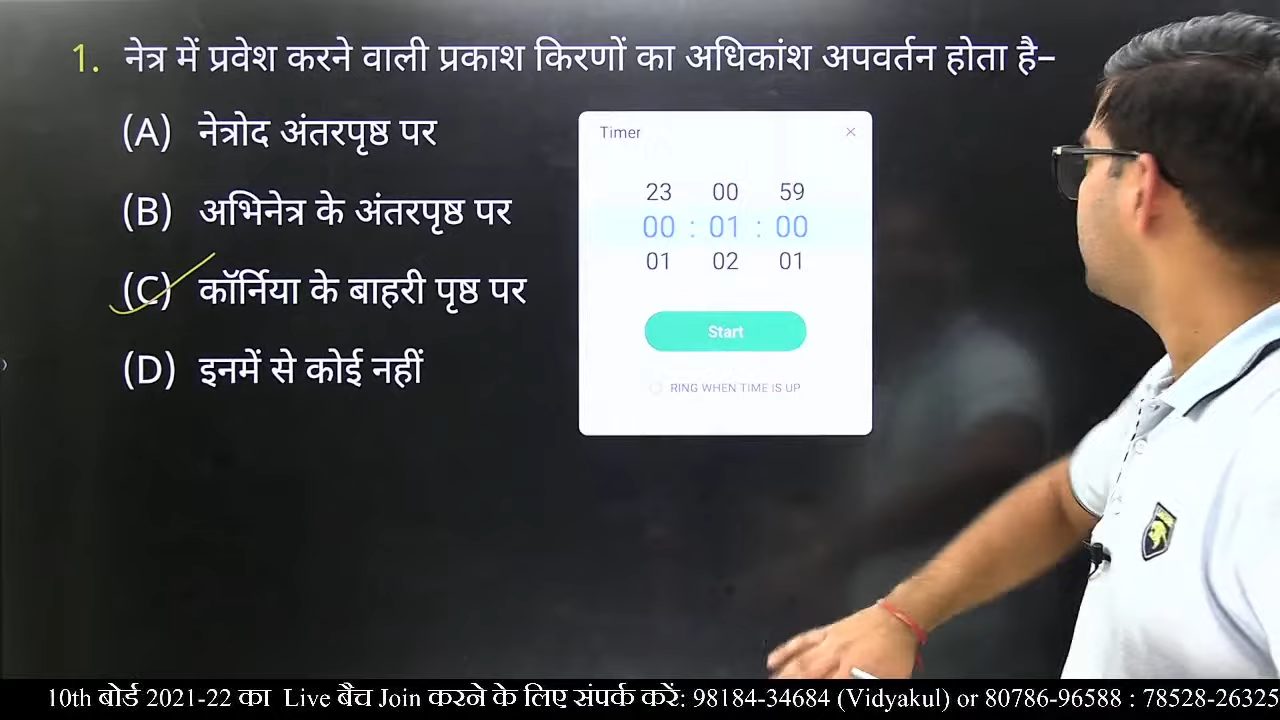 1. नेत्र में प्रवेश करने वाली प्रकाश किरणों का अधिकांश अपवर्तन होता है–
(A) नेत्रोद अंतरपृष्ठ पर
(B) अभिनेत्र के अंतरपृष्ठ पर
(C) कॉर्निया के बाहरी पृष्ठ पर
(D) इनमें से कोई नहीं
Timer ×
23 00 59
00 : 01 : 00
01 02 01
Start
RING WHEN TIME IS UP
10th बोर्ड 2021-22 का Live बैच Join करने के लिए संपर्क करें: 98184-34684 (Vidyakul) or 80786-96588 : 78528-26325